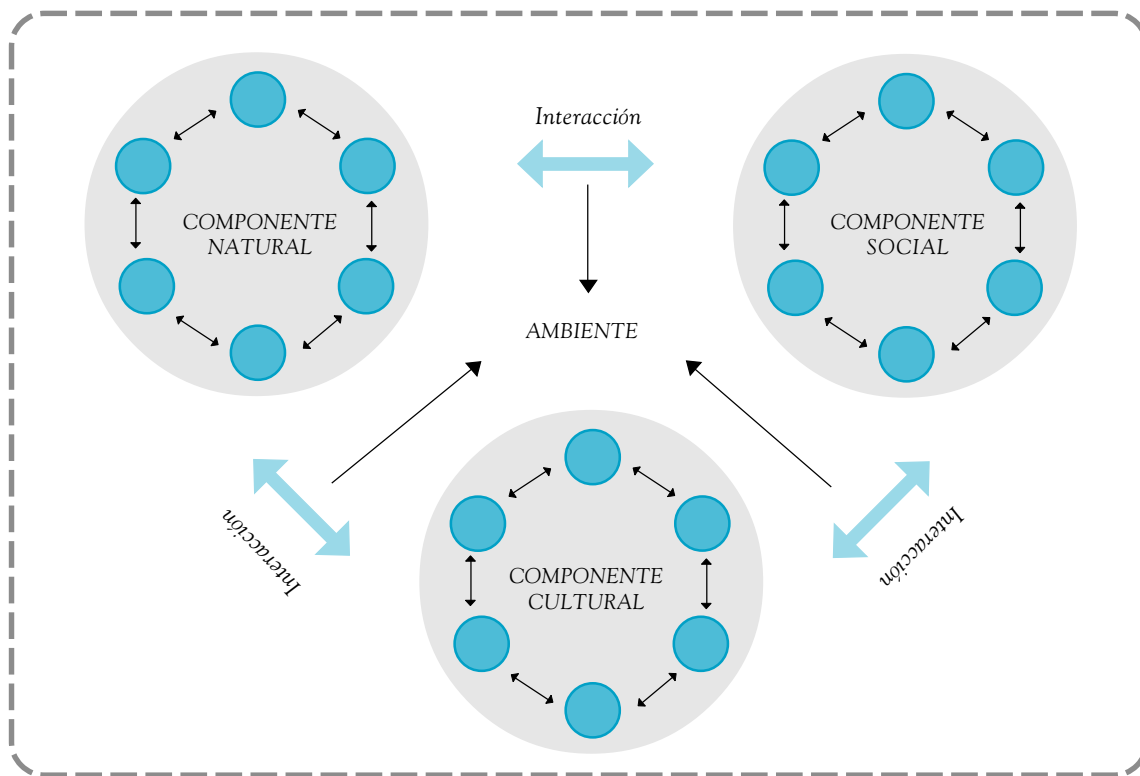 Interacción
COMPONENTE
NATURAL
COMPONENTE
SOCIAL
AMBIENTE
Interacción
Interacción
COMPONENTE
CULTURAL